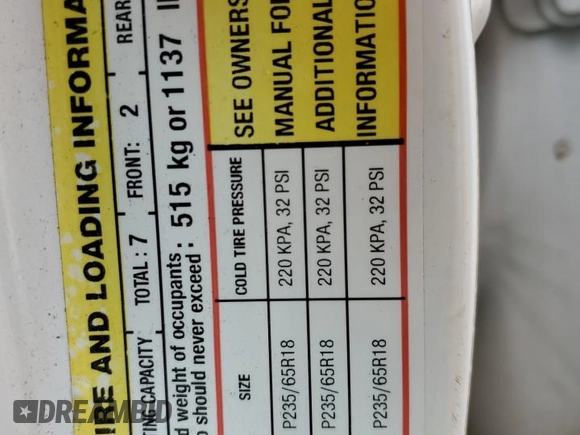 IRE AND LOADING INFORMA
TING CAPACITY TOTAL : 7 FRONT: 2 REAR
d weight of occupants : 515 kg or 1137
o should never exceed :
SIZE COLD TIRE PRESSURE SEE OWNERS
P235/65R18 220 KPA, 32 PSI MANUAL FOR
P235/65R18 220 KPA, 32 PSI ADDITIONAL
P235/65R18 220 KPA, 32 PSI INFORMATIO
DREAMBID